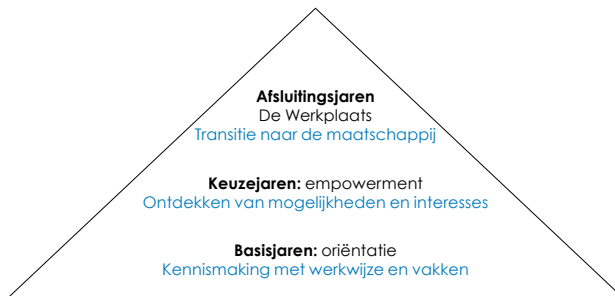 Afsluitingsjaren
De Werkplaats
Transitie naar de maatschappij
Keuzejaren: empowerment
Ontdekken van mogelijkheden en interesses
Basisjaren: oriëntatie
Kennismaking met werkwijze en vakken